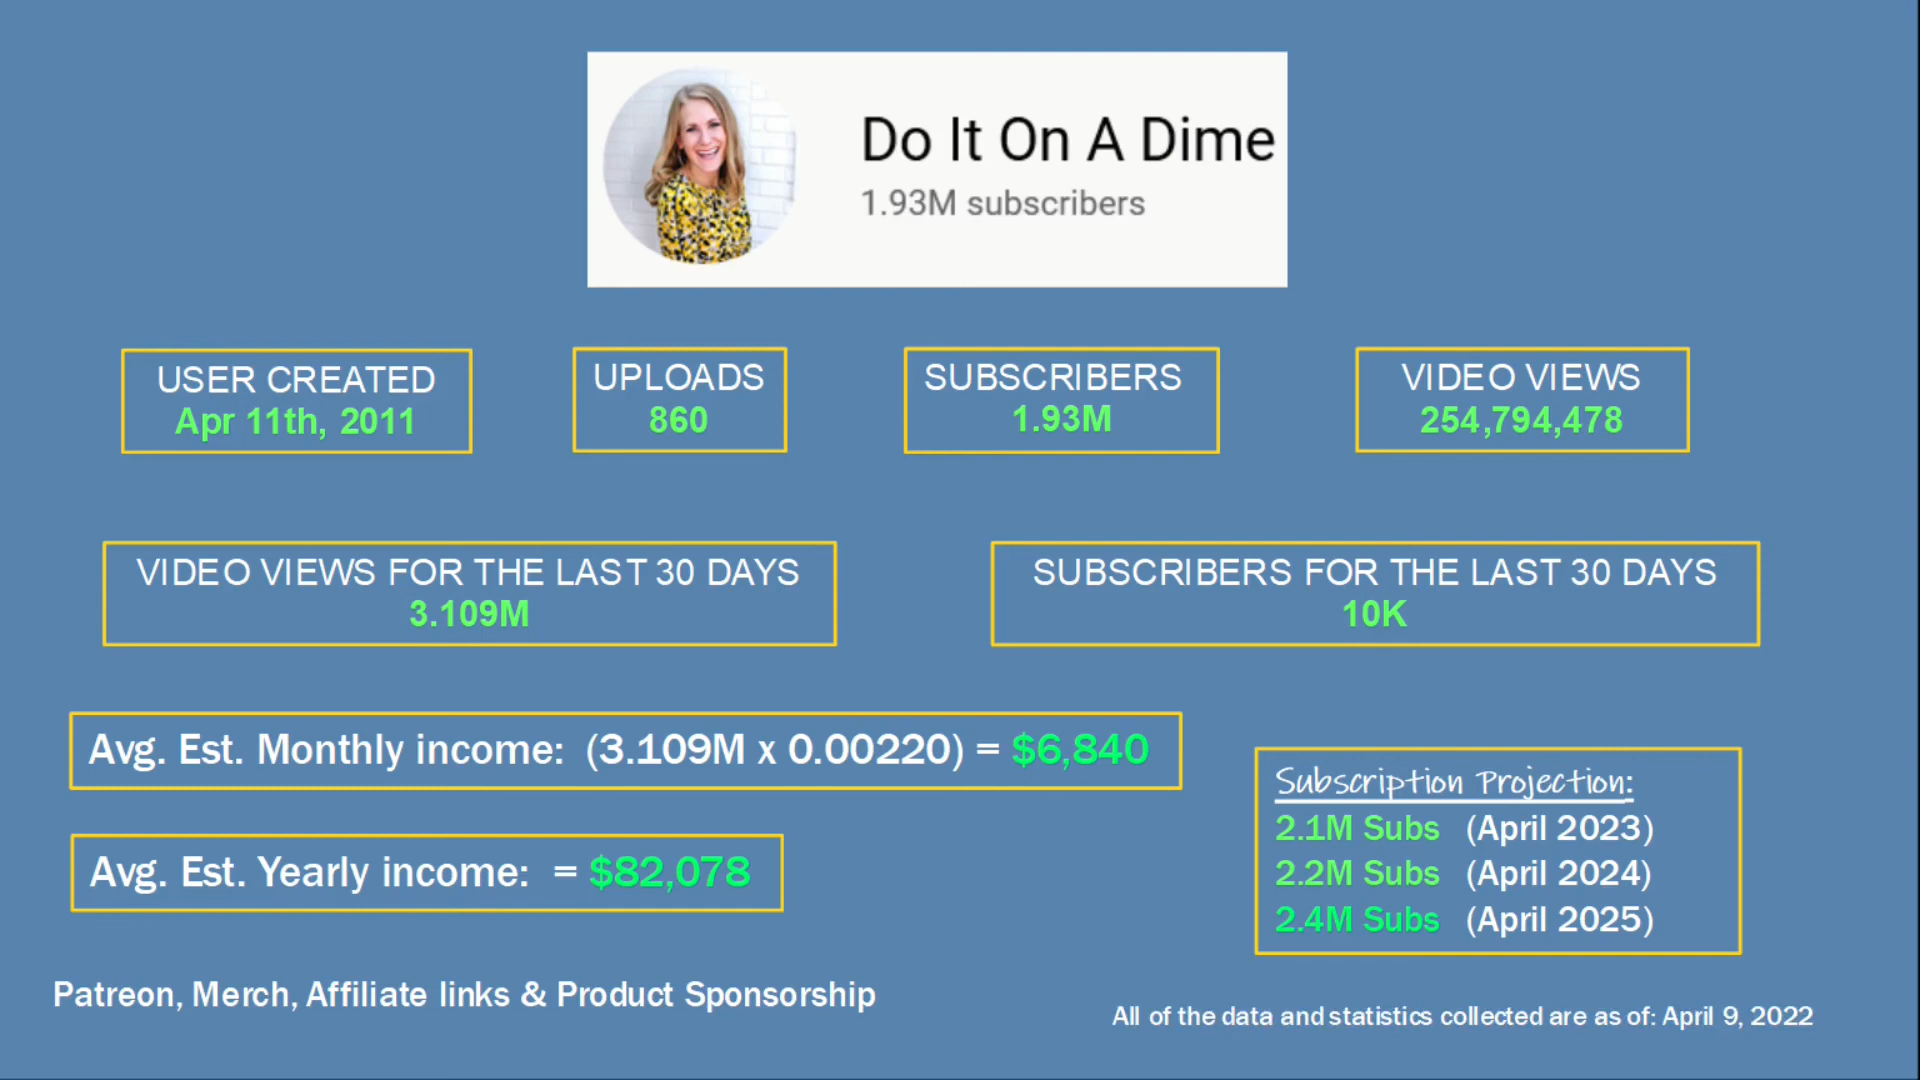 Do It On A Dime
1.93M subscribers
USER CREATED
Apr 11th, 2011
UPLOADS
860
SUBSCRIBERS
1.93M
VIDEO VIEWS
254,794,478
VIDEO VIEWS FOR THE LAST 30 DAYS
3.109M
SUBSCRIBERS FOR THE LAST 30 DAYS
10K
Avg. Est. Monthly income: (3.109M x 0.00220) = $6,840
Avg. Est. Yearly income: = $82,078
Subscription Projection:
2.1M Subs (April 2023)
2.2M Subs (April 2024)
2.4M Subs (April 2025)
Patreon, Merch, Affiliate links & Product Sponsorship
All of the data and statistics collected are as of: April 9, 2022